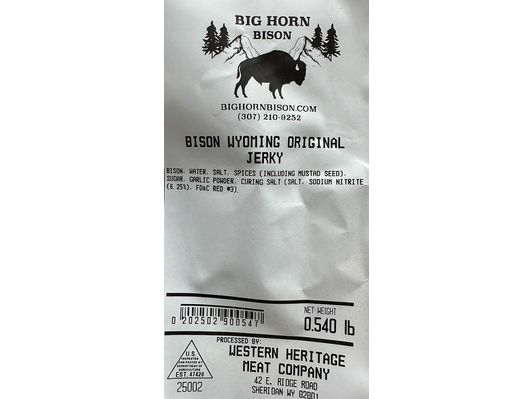 BIG HORN
BISON
BIGHORNBISON.COM
(307) 210-9252
BISON WYOMING ORIGINAL
JERKY
BISON, WATER, SALT, SPICES (INCLUDING MUSTAD SEED),
SUGAR, GARLIC POWDER, CURING SALT (SALT, SODIUM NITRITE
(6.25%), FD&C RED #3).
0 202502 900547
NET WEIGHT
0.540 lb
PROCESSED BY:
WESTERN HERITAGE
MEAT COMPANY
42 E. RIDGE ROAD
SHERIDAN WY 82801
U.S.
INSPECTED
AND PASSED BY
DEPARTMENT OF
AGRICULTURE
EST. 47420
25002